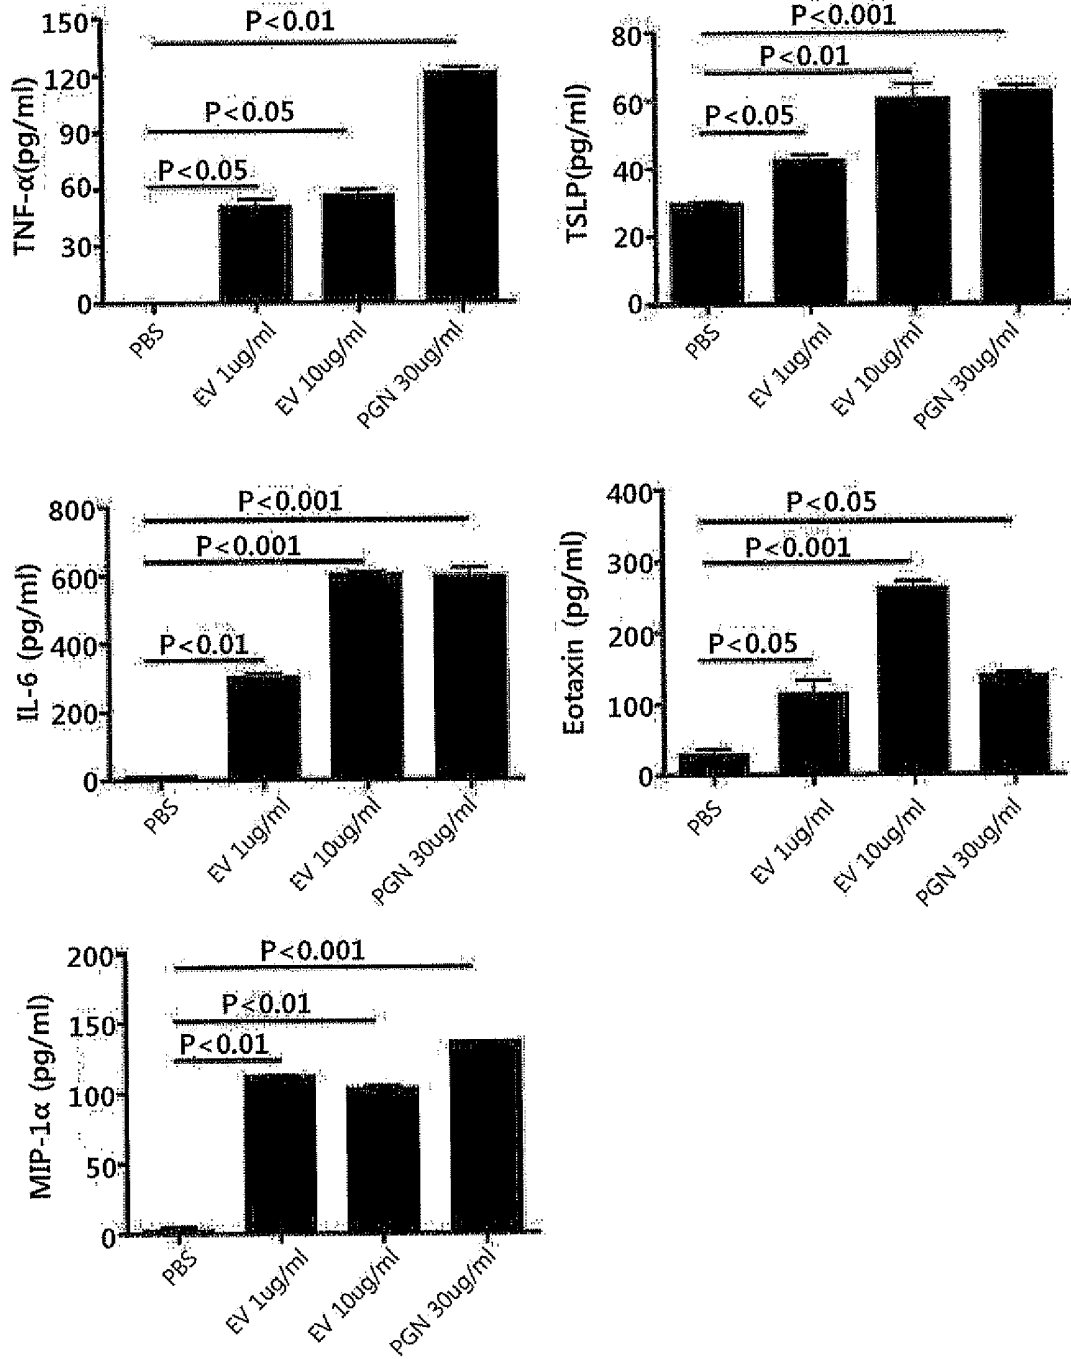 TNF-α(pg/ml)
150
120
90
60
30
0
P<0.01
P<0.05
P<0.05
PBS
EV 1ug/ml
EV 10ug/ml
PGN 30ug/ml
TSLP(pg/ml)
80
60
40
20
0
P<0.001
P<0.01
P<0.05
PBS
EV 1ug/ml
EV 10ug/ml
PGN 30ug/ml
IL-6 (pg/ml)
800
600
400
200
0
P<0.001
P<0.001
P<0.01
PBS
EV 1ug/ml
EV 10ug/ml
PGN 30ug/ml
Eotaxin (pg/ml)
400
300
200
100
0
P<0.05
P<0.001
P<0.05
PBS
EV 1ug/ml
EV 10ug/ml
PGN 30ug/ml
MIP-1α (pg/ml)
200
150
100
50
0
P<0.001
P<0.01
P<0.01
PBS
EV 1ug/ml
EV 10ug/ml
PGN 30ug/ml